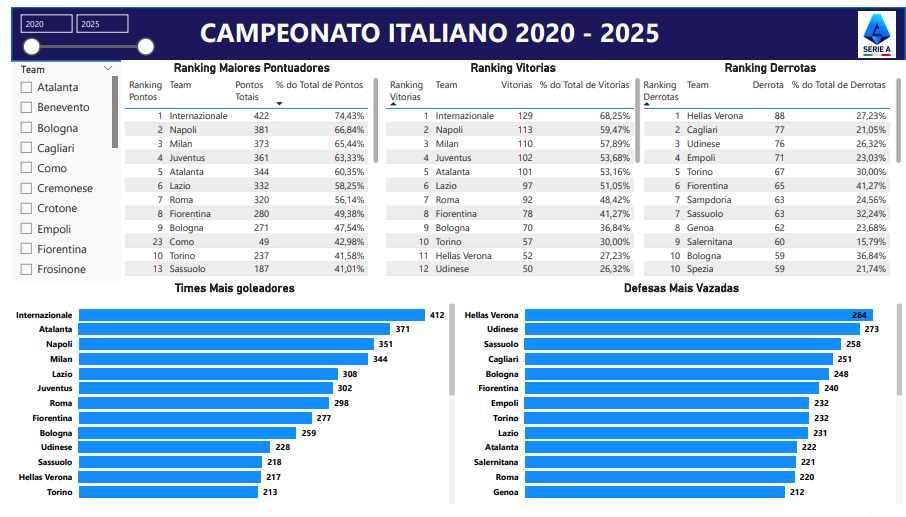 2020 2025
CAMPEONATO ITALIANO 2020 - 2025
SERIE A
Team
Atalanta
Benevento
Bologna
Cagliari
Como
Cremonese
Crotone
Empoli
Fiorentina
Frosinone
Ranking Maiores Pontuadores
Ranking Pontos Team Pontos Totais % do Total de Pontos
1 Internazionale 422 74,43%
2 Napoli 381 66,84%
3 Milan 373 65,44%
4 Juventus 361 63,33%
5 Atalanta 344 60,35%
6 Lazio 332 58,25%
7 Roma 320 56,14%
8 Fiorentina 280 49,38%
9 Bologna 271 47,54%
23 Como 49 42,98%
10 Torino 237 41,58%
13 Sassuolo 187 41,01%
Ranking Vitorias
Ranking Vitorias Team Vitorias % do Total de Vitorias
1 Internazionale 129 68,25%
2 Napoli 113 59,47%
3 Milan 110 57,89%
4 Juventus 102 53,68%
5 Atalanta 101 53,16%
6 Lazio 97 51,05%
7 Roma 92 48,42%
8 Fiorentina 78 41,27%
9 Bologna 70 36,84%
10 Torino 57 30,00%
11 Hellas Verona 52 27,23%
12 Udinese 50 26,32%
Ranking Derrotas
Ranking Derrotas Team Derrota % do Total de Derrotas
1 Hellas Verona 88 27,23%
2 Cagliari 77 21,05%
3 Udinese 76 26,32%
4 Empoli 71 23,03%
5 Torino 67 30,00%
6 Fiorentina 65 41,27%
7 Sampdoria 63 24,56%
7 Sassuolo 63 32,24%
8 Genoa 62 23,68%
9 Salernitana 60 15,79%
10 Bologna 59 36,84%
10 Spezia 59 21,74%
Times Mais goleadores
Internazionale 412
Atalanta 371
Napoli 351
Milan 344
Lazio 308
Juventus 302
Roma 298
Fiorentina 277
Bologna 259
Udinese 228
Sassuolo 218
Hellas Verona 217
Torino 213
Defesas Mais Vazadas
Hellas Verona 284
Udinese 273
Sassuolo 258
Cagliari 251
Bologna 248
Fiorentina 240
Empoli 232
Torino 232
Lazio 231
Atalanta 222
Salernitana 221
Roma 220
Genoa 212